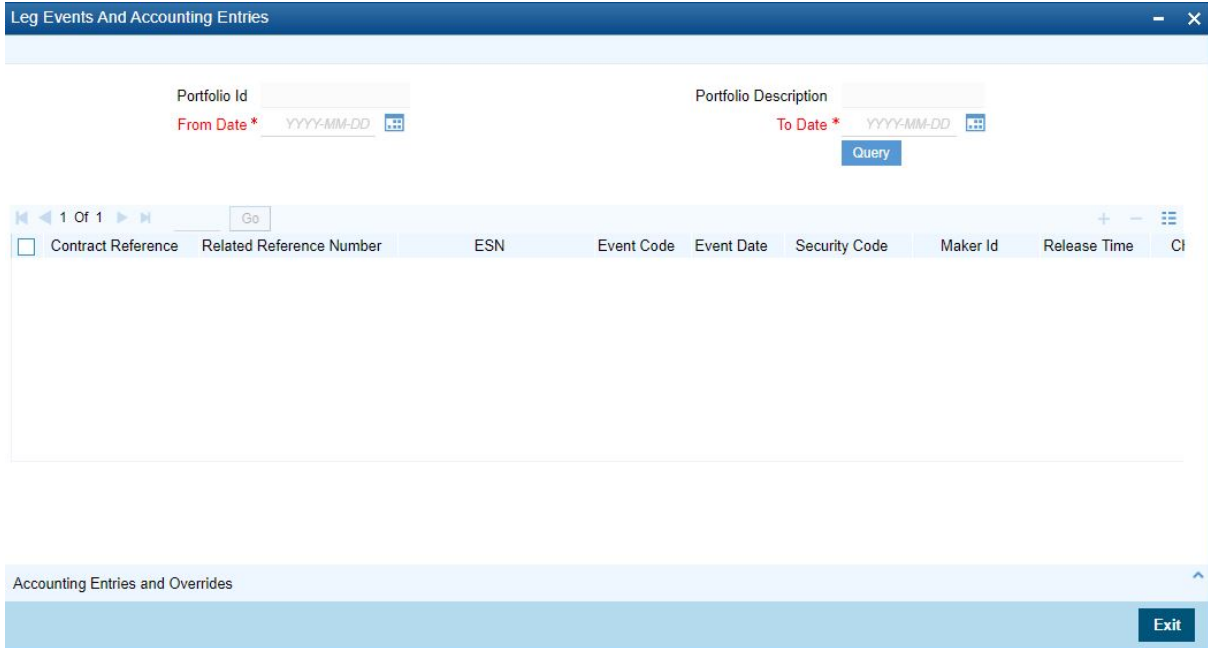 Leg Events And Accounting Entries
Portfolio Id
Portfolio Description
From Date * YYYY-MM-DD
To Date * YYYY-MM-DD
Query
1 Of 1 Go
Contract Reference Related Reference Number ESN Event Code Event Date Security Code Maker Id Release Time Ch
Accounting Entries and Overrides
Exit